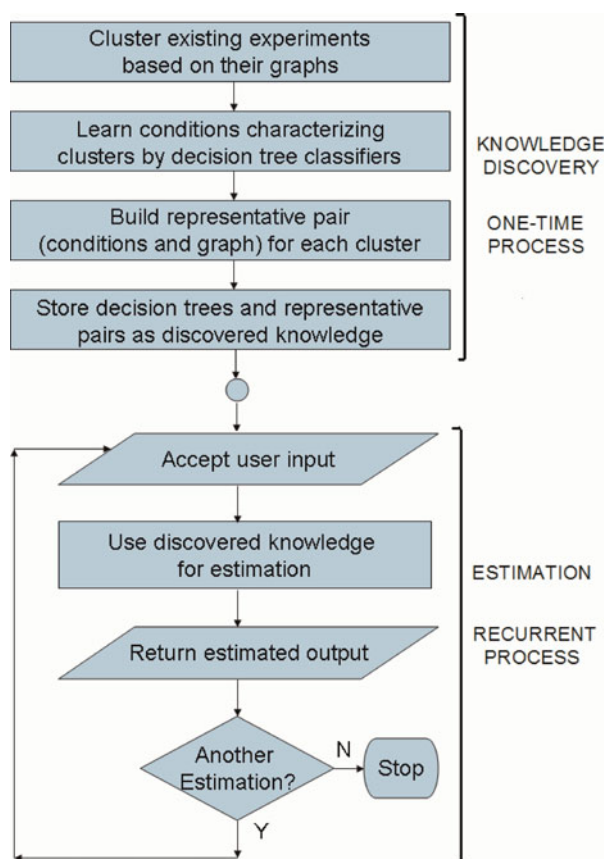 Cluster existing experiments
based on their graphs
Learn conditions characterizing
clusters by decision tree classifiers
KNOWLEDGE
DISCOVERY
Build representative pair
(conditions and graph) for each cluster
ONE-TIME
PROCESS
Store decision trees and representative
pairs as discovered knowledge
Accept user input
Use discovered knowledge
for estimation
ESTIMATION
Return estimated output
RECURRENT
PROCESS
Another
Estimation?
N
Stop
Y